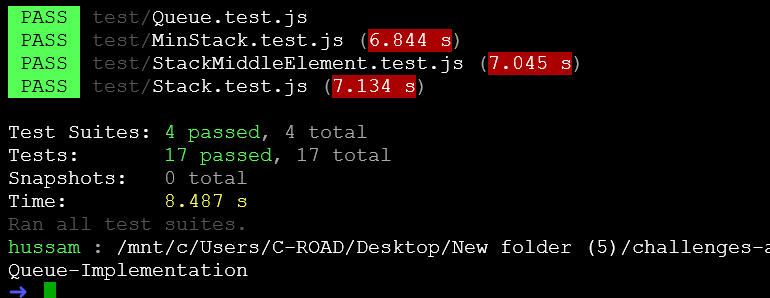 PASS test/Queue.test.js
PASS test/MinStack.test.js (6.844 s)
PASS test/StackMiddleElement.test.js (7.045 s)
PASS test/Stack.test.js (7.134 s)
Test Suites: 4 passed, 4 total
Tests: 17 passed, 17 total
Snapshots: 0 total
Time: 8.487 s
Ran all test suites.
hussam : /mnt/c/Users/C-ROAD/Desktop/New folder (5)/challenges-a
Queue-Implementation
→